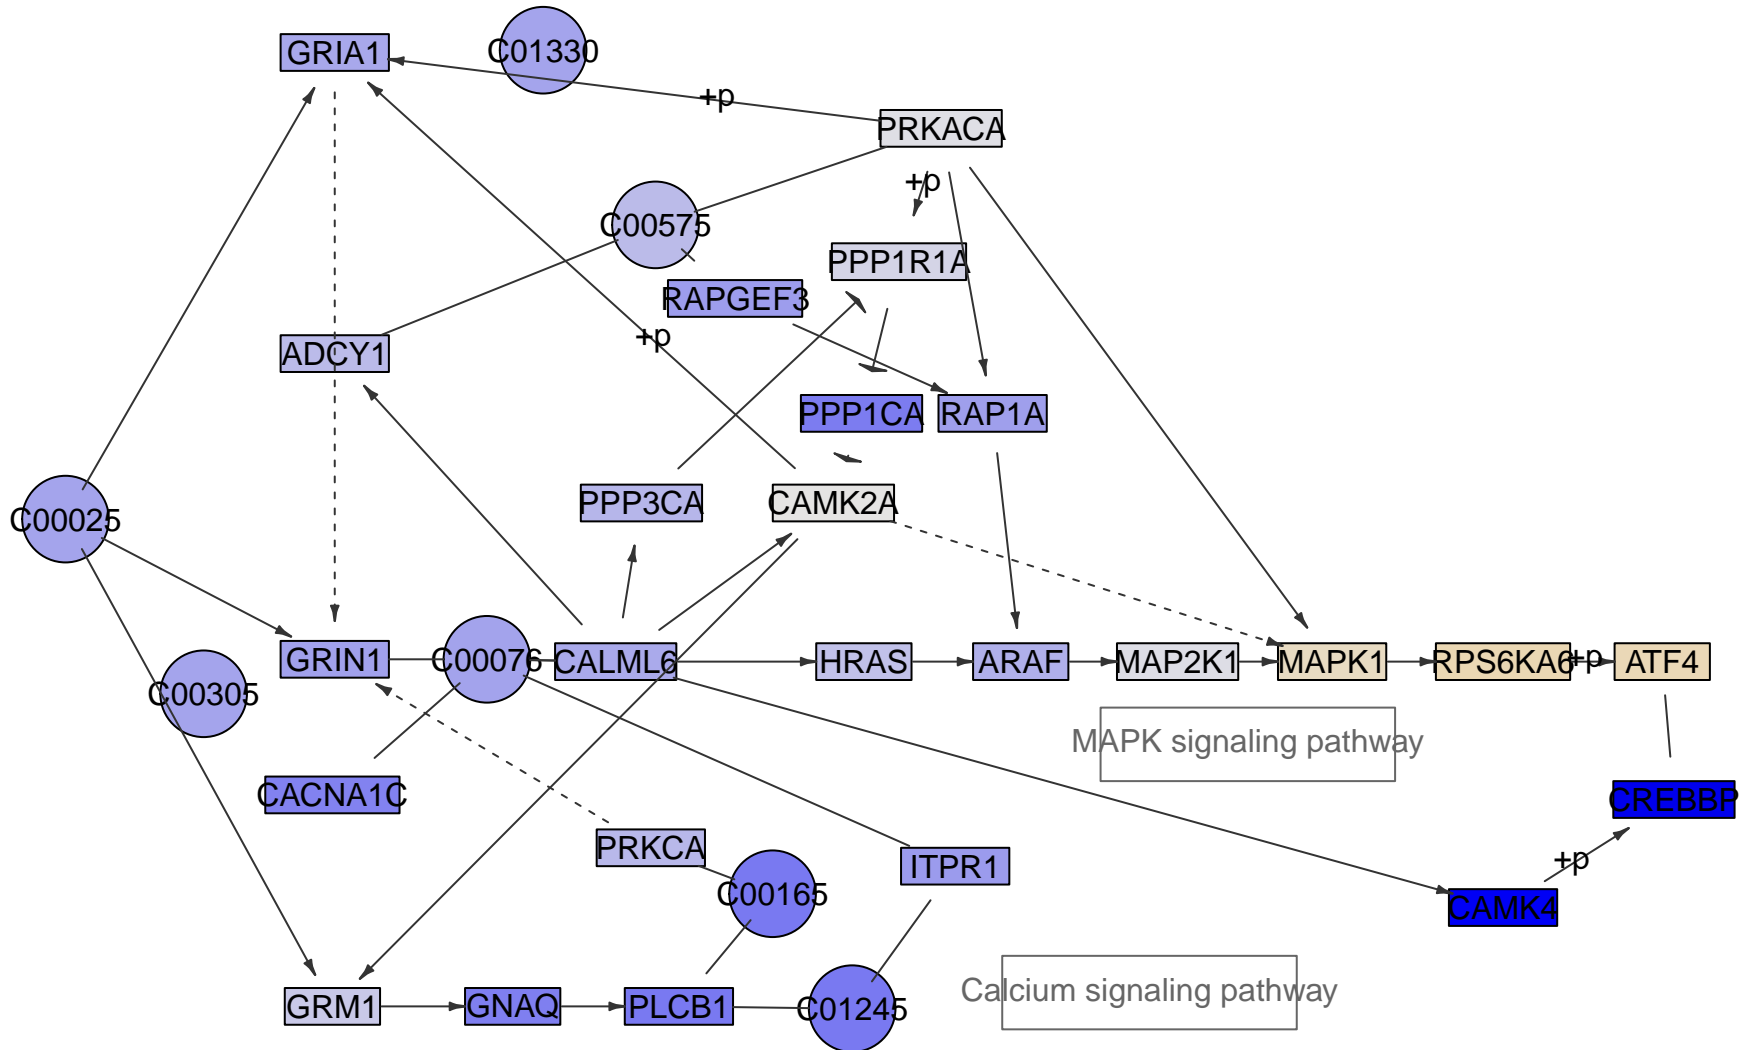 GRIA1
C01330
+p
PRKACA
+p
C00575
PPP1R1A
RAPGEF3
+p
ADCY1
PPP1CA
RAP1A
PPP3CA
CAMK2A
C00025
GRIN1
C00076
CALML6
HRAS
ARAF
MAP2K1
MAPK1
RPS6KA6
+p
ATF4
C00305
MAPK signaling pathway
CACNA1C
CREBBP
PRKCA
ITPR1
+p
C00165
CAMK4
Calcium signaling pathway
GRM1
GNAQ
PLCB1
C01245